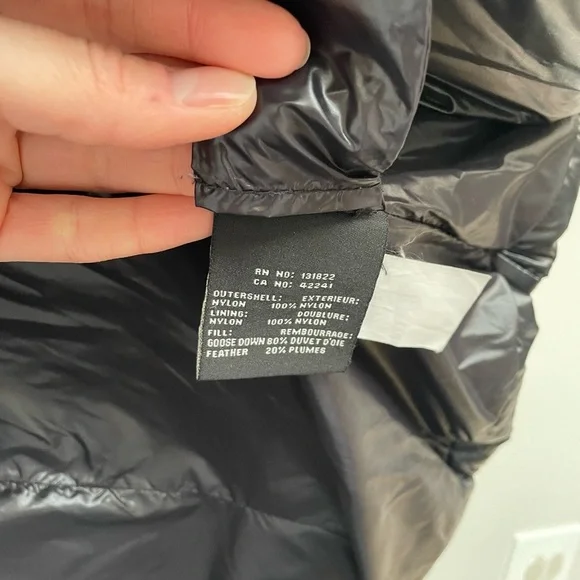 RN NO: 131822
CA NO: 42241
OUTERSHELL: EXTERIEUR:
NYLON 100% NYLON
LINING: DOUBLURE:
NYLON 100% NYLON
FILL: REMBOURRAGE:
GOOSE DOWN 80% DUVET D'OIE
FEATHER 20% PLUMES